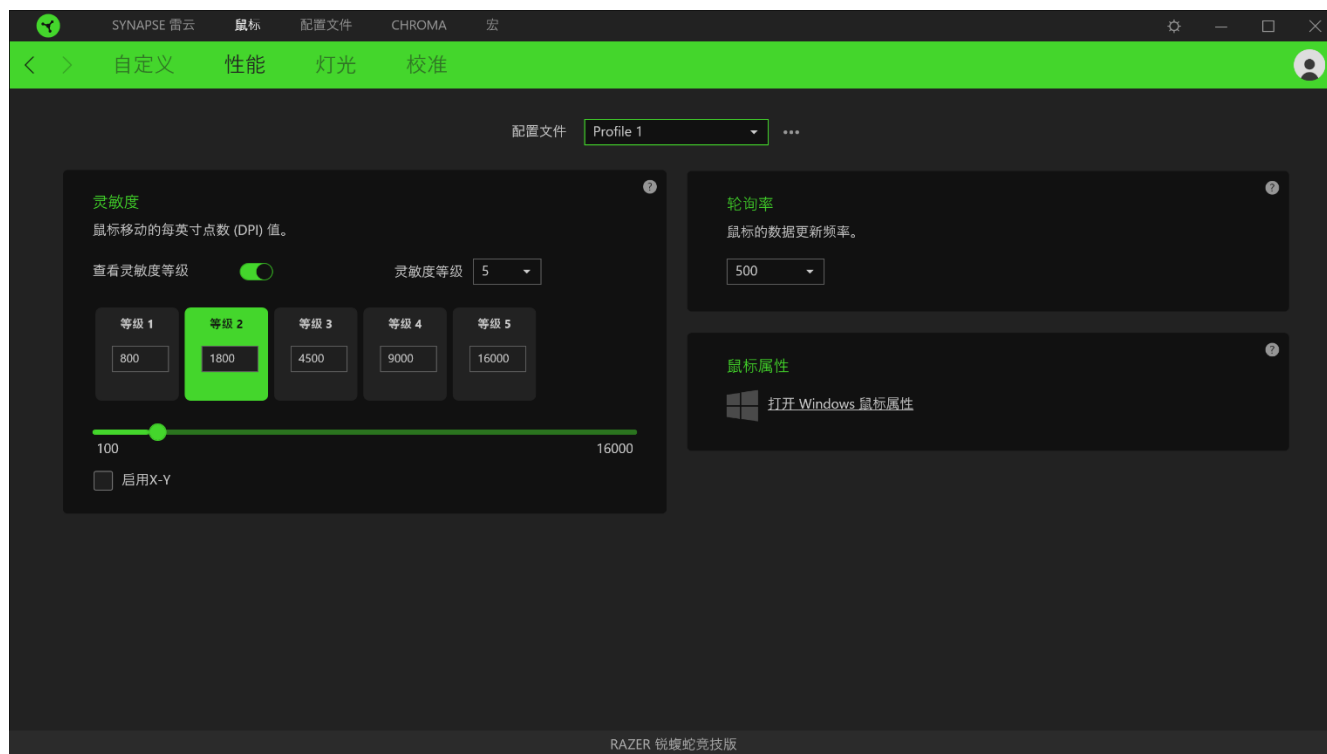 SYNAPSE 雷云 鼠标 配置文件 CHROMA 宏
自定义 性能 灯光 校准
配置文件 Profile 1
灵敏度
鼠标移动的每英寸点数 (DPI) 值。
查看灵敏度等级 灵敏度等级 5
等级 1 等级 2 等级 3 等级 4 等级 5
800 1800 4500 9000 16000
100 16000
启用X-Y
轮询率
鼠标的数据更新频率。
500
鼠标属性
打开 Windows 鼠标属性
RAZER 锐蝮蛇竞技版